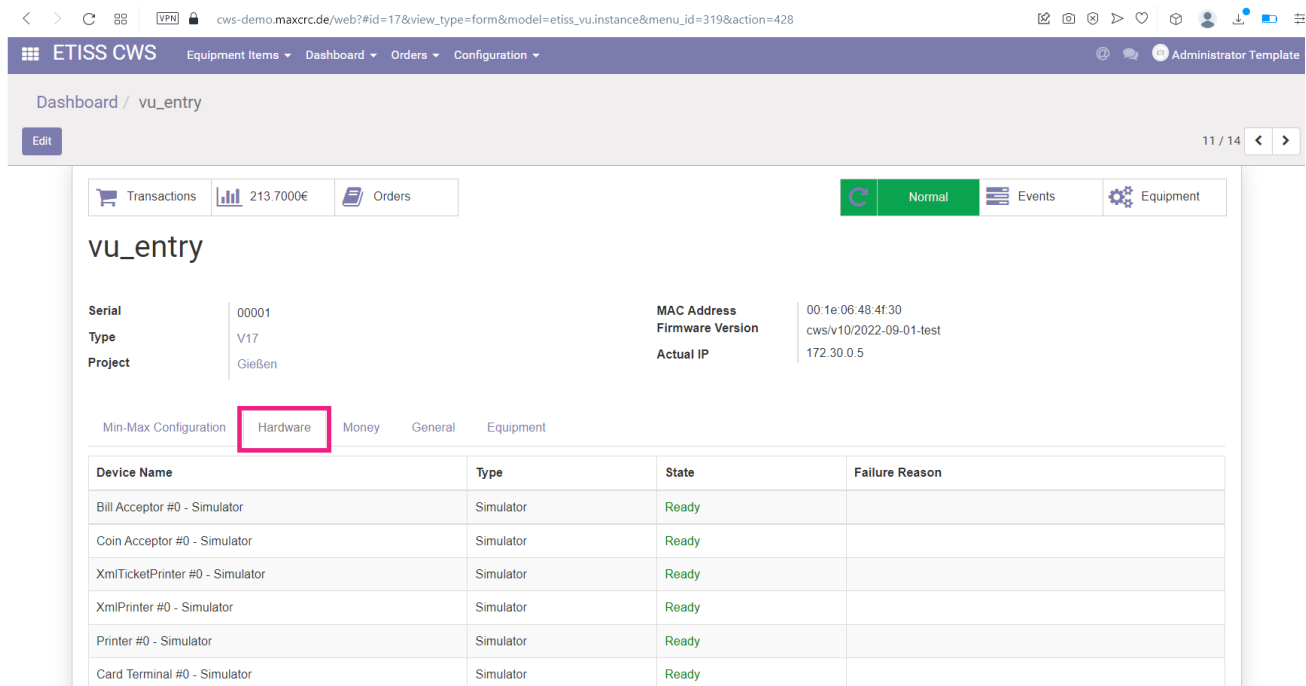 VPN cws-demo.maxcrc.de/web?#id=17&view_type=form&model=etiss_vu.instance&menu_id=319&action=428
ETISS CWS Equipment Items Dashboard Orders Configuration @ Administrator Template
Dashboard / vu_entry
Edit 11 / 14
Transactions 213.7000€ Orders Normal Events Equipment
vu_entry
Serial 00001 MAC Address 00:1e:06:48:4f:30
Type V17 Firmware Version cws/v10/2022-09-01-test
Project Gießen Actual IP 172.30.0.5
Min-Max Configuration Hardware Money General Equipment
Device Name Type State Failure Reason
Bill Acceptor #0 - Simulator Simulator Ready
Coin Acceptor #0 - Simulator Simulator Ready
XmlTicketPrinter #0 - Simulator Simulator Ready
XmlPrinter #0 - Simulator Simulator Ready
Printer #0 - Simulator Simulator Ready
Card Terminal #0 - Simulator Simulator Ready